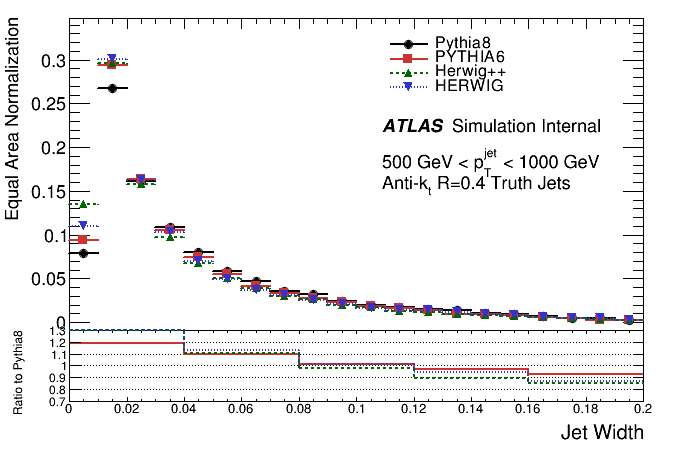 Equal Area Normalization
0.3
0.25
0.2
0.15
0.1
0.05
0
Pythia8
PYTHIA6
Herwig++
HERWIG
ATLAS Simulation Internal
500 GeV < p_T^jet < 1000 GeV
Anti-k_t R=0.4 Truth Jets
Ratio to Pythia8
1.3
1.2
1.1
1
0.9
0.8
0.7
0 0.02 0.04 0.06 0.08 0.1 0.12 0.14 0.16 0.18 0.2
Jet Width